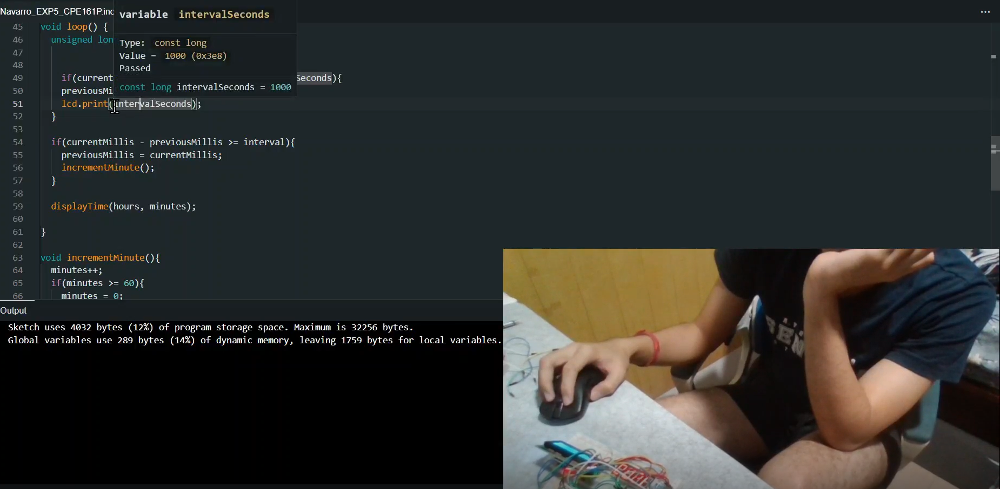 Navarro_EXP5_CPE161P.ino
variable intervalSeconds
Type: const long
Value = 1000 (0x3e8)
Passed
const long intervalSeconds = 1000
45 void loop() {
46 unsigned lon
47
48
49 if(current Seconds){
50 previousMi
51 lcd.print(intervalSeconds);
52 }
53
54 if(currentMillis - previousMillis >= interval){
55 previousMillis = currentMillis;
56 incrementMinute();
57 }
58
59 displayTime(hours, minutes);
60
61 }
62
63 void incrementMinute(){
64 minutes++;
65 if(minutes >= 60){
66 minutes = 0;
Output
Sketch uses 4032 bytes (12%) of program storage space. Maximum is 32256 bytes.
Global variables use 289 bytes (14%) of dynamic memory, leaving 1759 bytes for local variables.